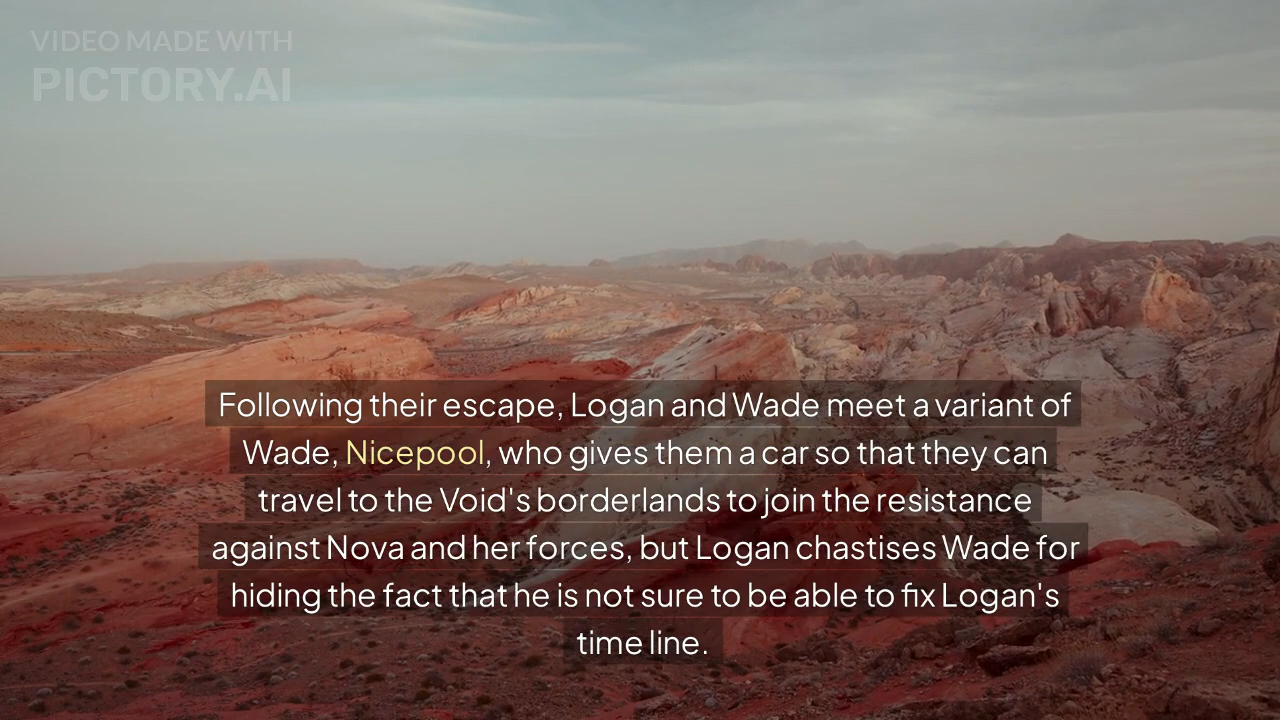 VIDEO MADE WITH
PICTORY.AI
Following their escape, Logan and Wade meet a variant of
Wade, Nicepool, who gives them a car so that they can
travel to the Void's borderlands to join the resistance
against Nova and her forces, but Logan chastises Wade for
hiding the fact that he is not sure to be able to fix Logan's
time line.